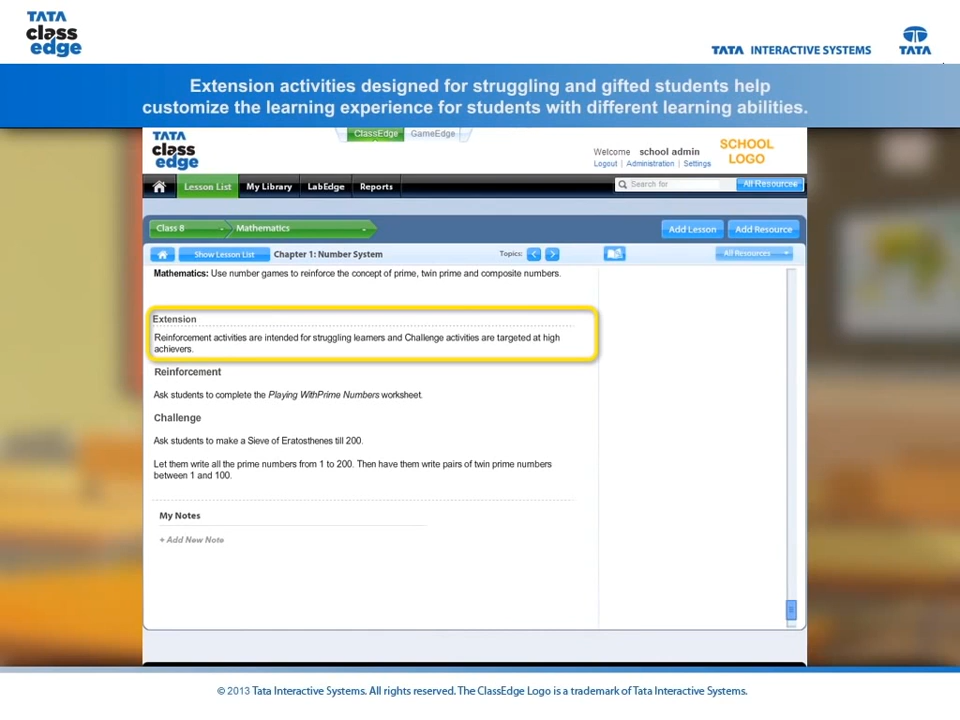 TATA
class
edge
TATA INTERACTIVE SYSTEMS
TATA
Extension activities designed for struggling and gifted students help
customize the learning experience for students with different learning abilities.
TATA
class
edge
ClassEdge GameEdge
SCHOOL
LOGO
Welcome school admin
Logout | Administration | Settings
Lesson List My Library LabEdge Reports
Search for
All Resources
Class 8 Mathematics
Add Lesson Add Resource
Show Lesson List Chapter 1: Number System Topics: < > All Resources
Mathematics: Use number games to reinforce the concept of prime, twin prime and composite numbers.
Extension
Reinforcement activities are intended for struggling learners and Challenge activities are targeted at high
achievers.
Reinforcement
Ask students to complete the Playing WithPrime Numbers worksheet.
Challenge
Ask students to make a Sieve of Eratosthenes till 200.
Let them write all the prime numbers from 1 to 200. Then have them write pairs of twin prime numbers
between 1 and 100.
My Notes
+ Add New Note
© 2013 Tata Interactive Systems. All rights reserved. The ClassEdge Logo is a trademark of Tata Interactive Systems.